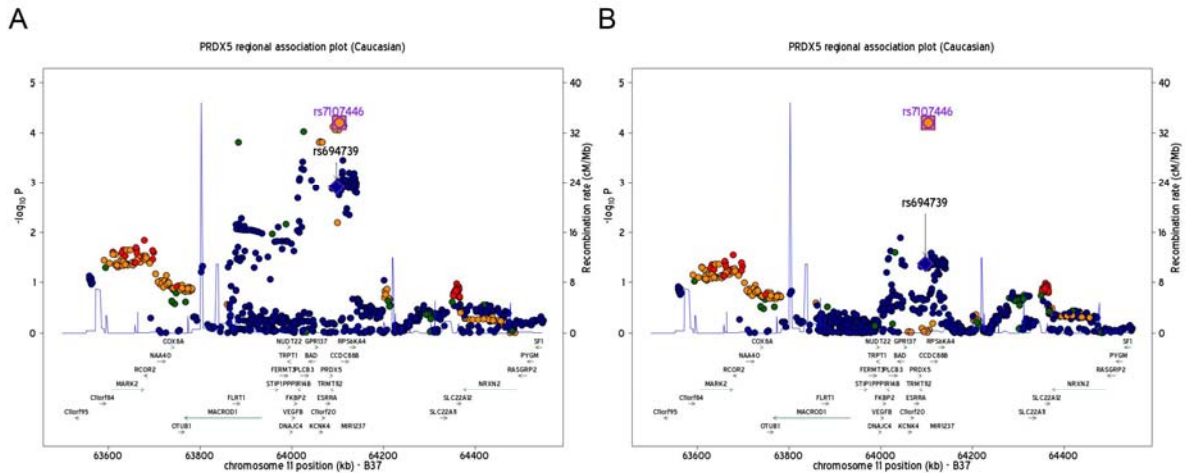 A
PRDX5 regional association plot (Caucasian)
5
4
3
2
1
0
-log10 P
40
32
24
16
8
0
Recombination rate (cM/Mb)
rs7107446
rs694739
COX8A
NUDT22 GPR137 RPS6KA4
SF1
NAA40
TRPT1 BAD CCDC88B
PYGM
RCOR2
FERMT3 PLCB3 PRDX5
RASGRP2
MARK2
STIP1 PPP1R14B TRMT112
NRXN2
C11orf84
FLRT1
FKBP2 ESRRA
SLC22A12
C11orf95
MACROD1
VEGFB C11orf20
SLC22A11
OTUB1
DNAJC4 KCNK4 MIR1237
63600 63800 64000 64200 64400
chromosome 11 position (kb) - B37
B
PRDX5 regional association plot (Caucasian)
5
4
3
2
1
0
-log10 P
40
32
24
16
8
0
Recombination rate (cM/Mb)
rs7107446
rs694739
COX8A
NUDT22 GPR137 RPS6KA4
SF1
NAA40
TRPT1 BAD CCDC88B
PYGM
RCOR2
FERMT3 PLCB3 PRDX5
RASGRP2
MARK2
STIP1 PPP1R14B TRMT112
NRXN2
C11orf84
FLRT1
FKBP2 ESRRA
SLC22A12
C11orf95
MACROD1
VEGFB C11orf20
SLC22A11
OTUB1
DNAJC4 KCNK4 MIR1237
63600 63800 64000 64200 64400
chromosome 11 position (kb) - B37